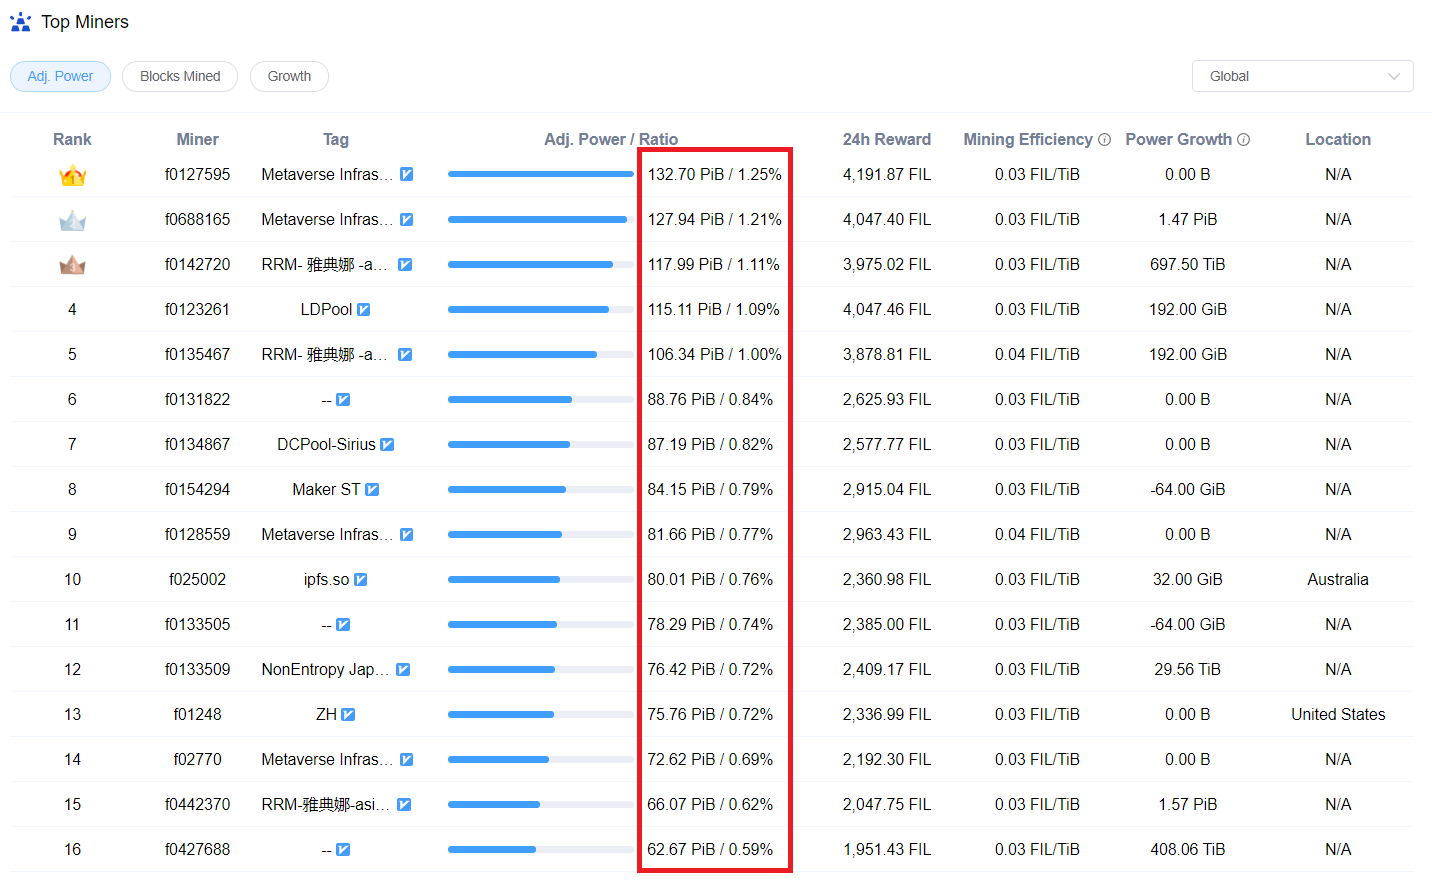 Top Miners
Adj. Power Blocks Mined Growth Global
Rank Miner Tag Adj. Power / Ratio 24h Reward Mining Efficiency Power Growth Location
1 f0127595 Metaverse Infras... 132.70 PiB / 1.25% 4,191.87 FIL 0.03 FIL/TiB 0.00 B N/A
2 f0688165 Metaverse Infras... 127.94 PiB / 1.21% 4,047.40 FIL 0.03 FIL/TiB 1.47 PiB N/A
3 f0142720 RRM- 雅典娜 -a... 117.99 PiB / 1.11% 3,975.02 FIL 0.03 FIL/TiB 697.50 TiB N/A
4 f0123261 LDPool 115.11 PiB / 1.09% 4,047.46 FIL 0.03 FIL/TiB 192.00 GiB N/A
5 f0135467 RRM- 雅典娜 -a... 106.34 PiB / 1.00% 3,878.81 FIL 0.04 FIL/TiB 192.00 GiB N/A
6 f0131822 -- 88.76 PiB / 0.84% 2,625.93 FIL 0.03 FIL/TiB 0.00 B N/A
7 f0134867 DCPool-Sirius 87.19 PiB / 0.82% 2,577.77 FIL 0.03 FIL/TiB 0.00 B N/A
8 f0154294 Maker ST 84.15 PiB / 0.79% 2,915.04 FIL 0.03 FIL/TiB -64.00 GiB N/A
9 f0128559 Metaverse Infras... 81.66 PiB / 0.77% 2,963.43 FIL 0.04 FIL/TiB 0.00 B N/A
10 f025002 ipfs.so 80.01 PiB / 0.76% 2,360.98 FIL 0.03 FIL/TiB 32.00 GiB Australia
11 f0133505 -- 78.29 PiB / 0.74% 2,385.00 FIL 0.03 FIL/TiB -64.00 GiB N/A
12 f0133509 NonEntropy Jap... 76.42 PiB / 0.72% 2,409.17 FIL 0.03 FIL/TiB 29.56 TiB N/A
13 f01248 ZH 75.76 PiB / 0.72% 2,336.99 FIL 0.03 FIL/TiB 0.00 B United States
14 f02770 Metaverse Infras... 72.62 PiB / 0.69% 2,192.30 FIL 0.03 FIL/TiB 0.00 B N/A
15 f0442370 RRM-雅典娜-asi... 66.07 PiB / 0.62% 2,047.75 FIL 0.03 FIL/TiB 1.57 PiB N/A
16 f0427688 -- 62.67 PiB / 0.59% 1,951.43 FIL 0.03 FIL/TiB 408.06 TiB N/A